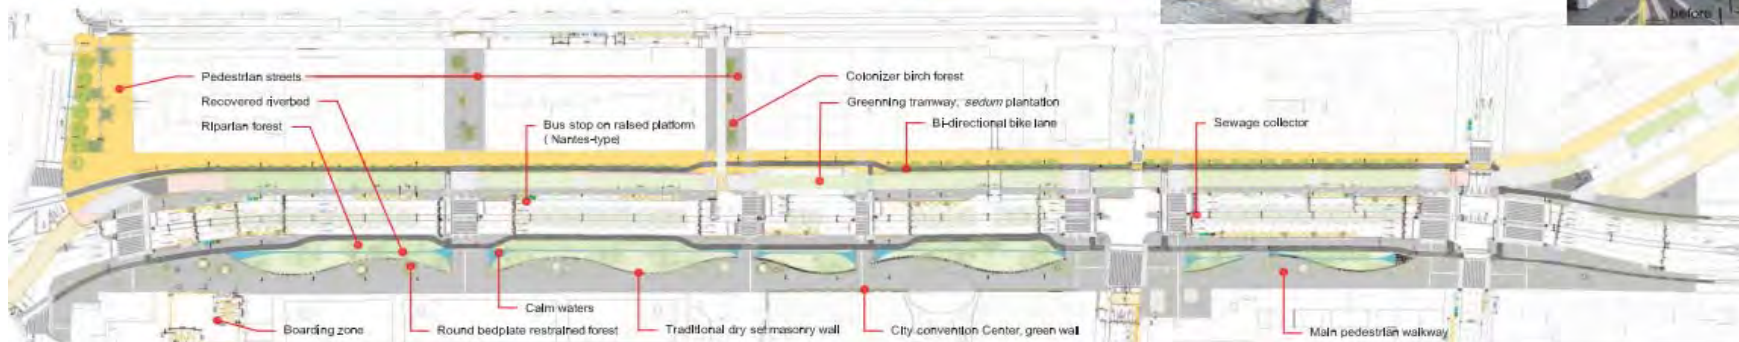 before
Pedestrian streets
Recovered riverbed
Riparian forest
Bus stop on raised platform
( Nantes-type)
Colonizer birch forest
Greenning tramway, sedum plantation
Bi-directional bike lane
Sewage collector
Calm waters
Boarding zone
Round bedplate restrained forest
Traditional dry set masonry wall
City convention Center, green wall
Main pedestrian walkway